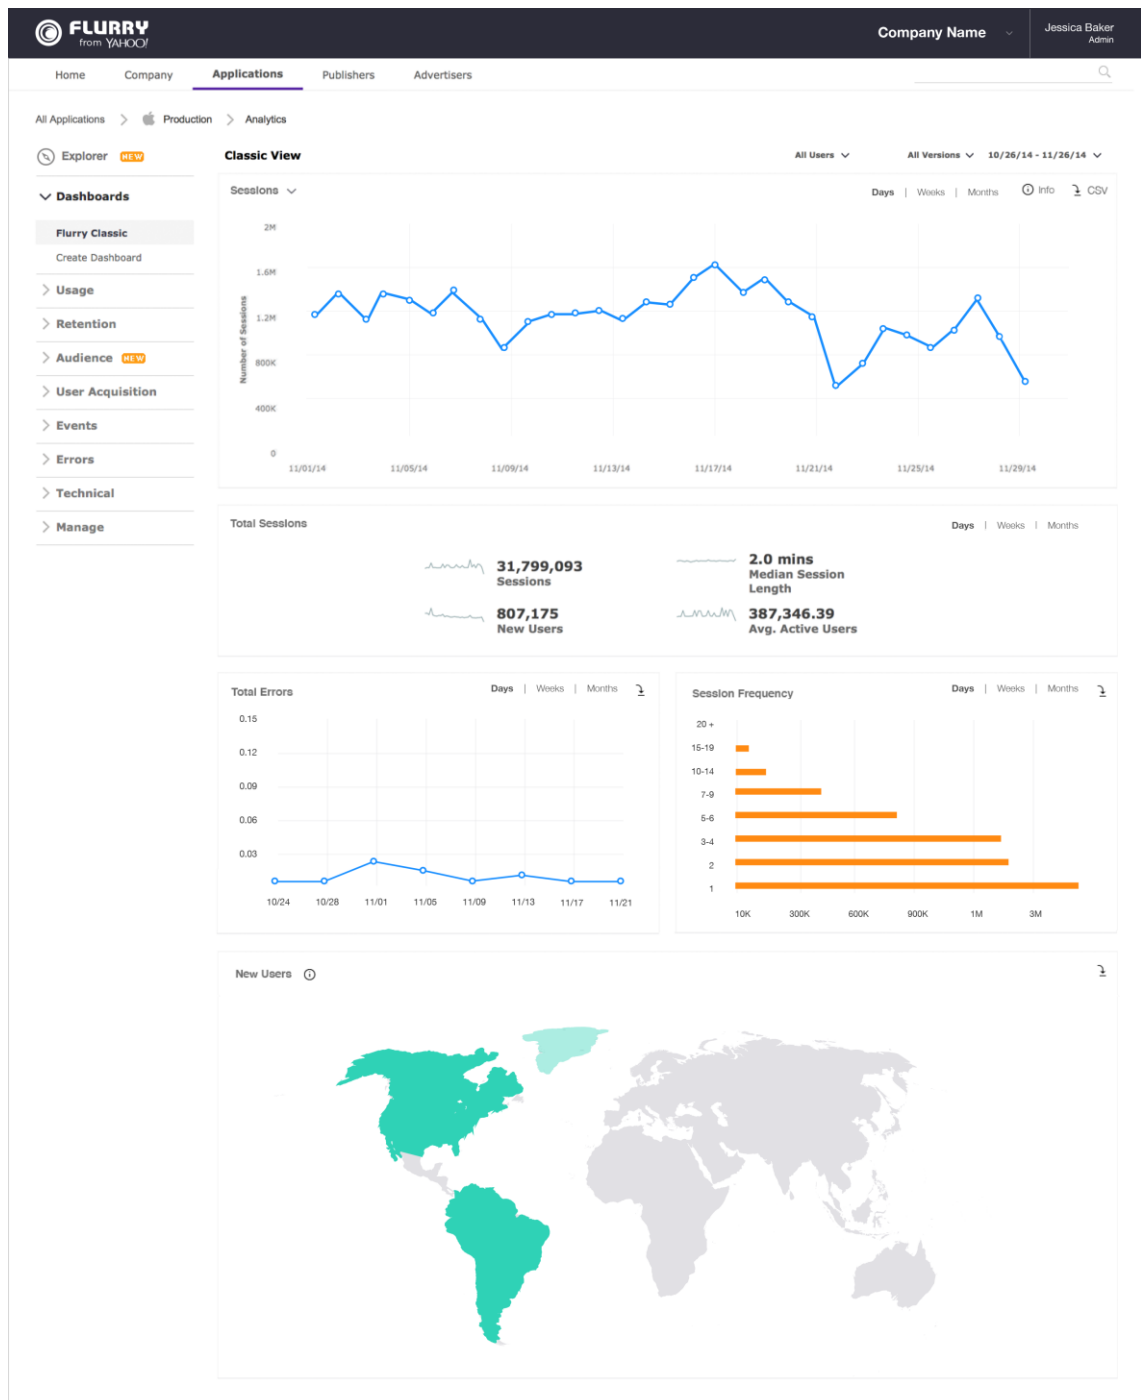 FLURRY
from YAHOO!
Company Name
Jessica Baker
Admin
Home Company Applications Publishers Advertisers
All Applications Production Analytics
Explorer NEW
Dashboards
Flurry Classic
Create Dashboard
Usage
Retention
Audience NEW
User Acquisition
Events
Errors
Technical
Manage
Classic View
All Users All Versions 10/26/14 - 11/26/14
Sessions
Days | Weeks | Months Info CSV
Number of Sessions
2M
1.6M
1.2M
800K
400K
0
11/01/14 11/05/14 11/09/14 11/13/14 11/17/14 11/21/14 11/25/14 11/29/14
Total Sessions
Days | Weeks | Months
31,799,093
Sessions
2.0 mins
Median Session
Length
807,175
New Users
387,346.39
Avg. Active Users
Total Errors
Days | Weeks | Months
0.15
0.12
0.09
0.06
0.03
10/24 10/28 11/01 11/05 11/09 11/13 11/17 11/21
Session Frequency
Days | Weeks | Months
20 +
15-19
10-14
7-9
5-6
3-4
2
1
10K 300K 600K 900K 1M 3M
New Users